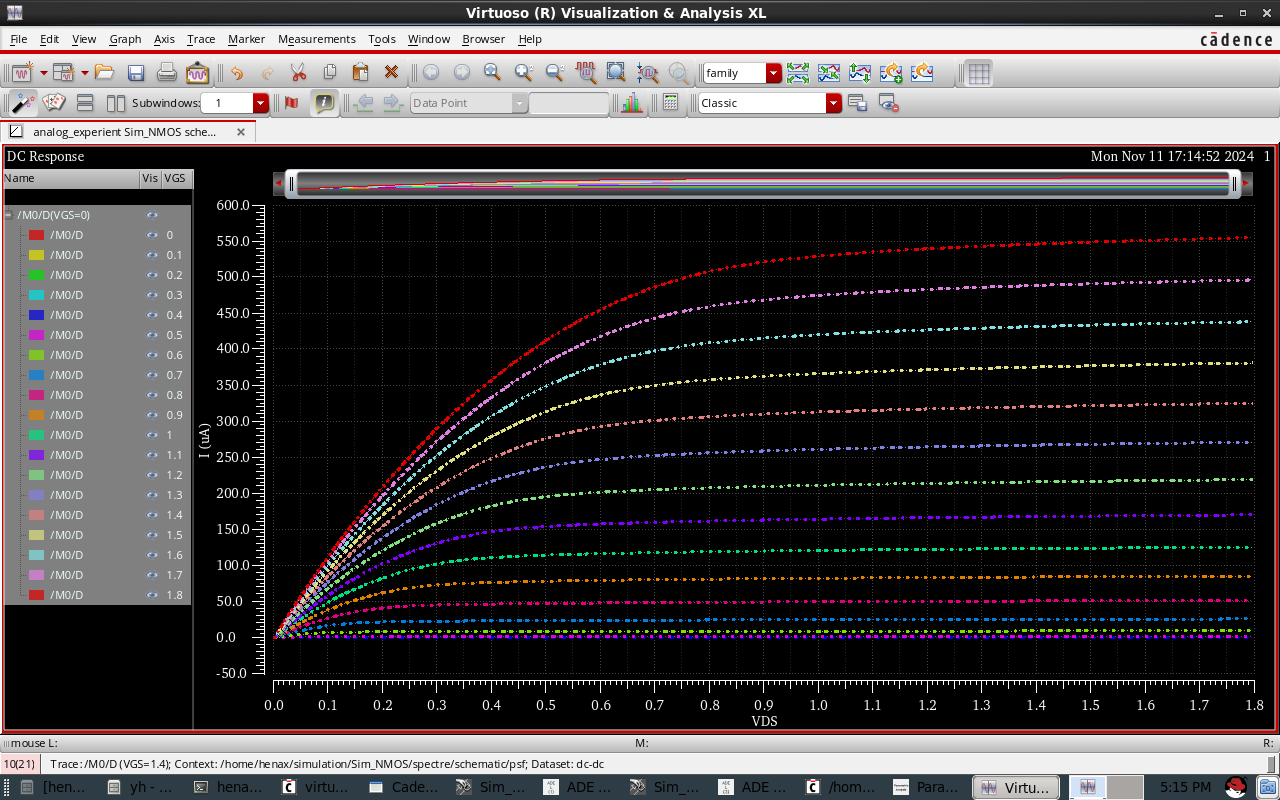 Virtuoso (R) Visualization & Analysis XL
File Edit View Graph Axis Trace Marker Measurements Tools Window Browser Help
cādence
family
Subwindows: 1 Data Point Classic
analog_experient Sim_NMOS sche...
DC Response Mon Nov 11 17:14:52 2024 1
Name Vis VGS
/M0/D(VGS=0)
/M0/D 0
/M0/D 0.1
/M0/D 0.2
/M0/D 0.3
/M0/D 0.4
/M0/D 0.5
/M0/D 0.6
/M0/D 0.7
/M0/D 0.8
/M0/D 0.9
/M0/D 1
/M0/D 1.1
/M0/D 1.2
/M0/D 1.3
/M0/D 1.4
/M0/D 1.5
/M0/D 1.6
/M0/D 1.7
/M0/D 1.8
600.0
550.0
500.0
450.0
400.0
350.0
300.0
250.0
200.0
150.0
100.0
50.0
0.0
-50.0
I (uA)
0.0 0.1 0.2 0.3 0.4 0.5 0.6 0.7 0.8 0.9 1.0 1.1 1.2 1.3 1.4 1.5 1.6 1.7 1.8
VDS
mouse L: M: R:
10(21) Trace: /M0/D (VGS=1.4); Context: /home/henax/simulation/Sim_NMOS/spectre/schematic/psf; Dataset: dc-dc
[hen... yh - ... hena... virtu... Cade... Sim_... ADE ... Sim_... ADE ... /hom... Para... Virtu... 5:15 PM